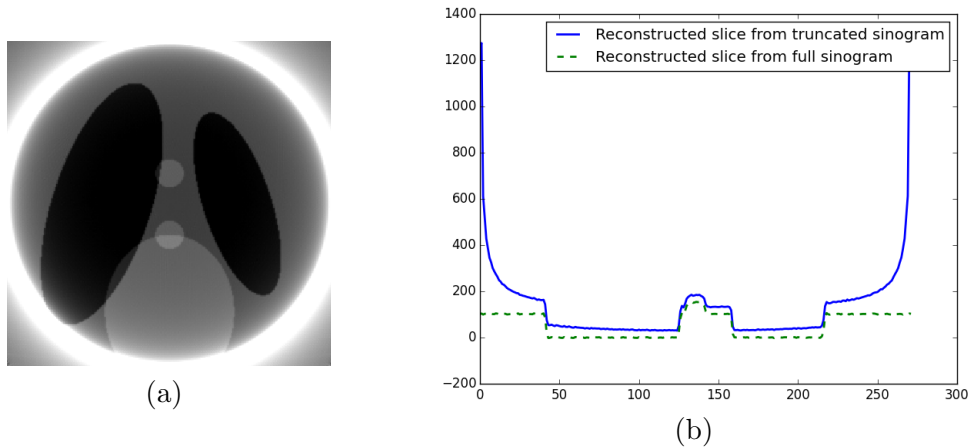 1400
1200
1000
800
600
400
200
0
−200
0 50 100 150 200 250 300
Reconstructed slice from truncated sinogram
Reconstructed slice from full sinogram
(a)
(b)